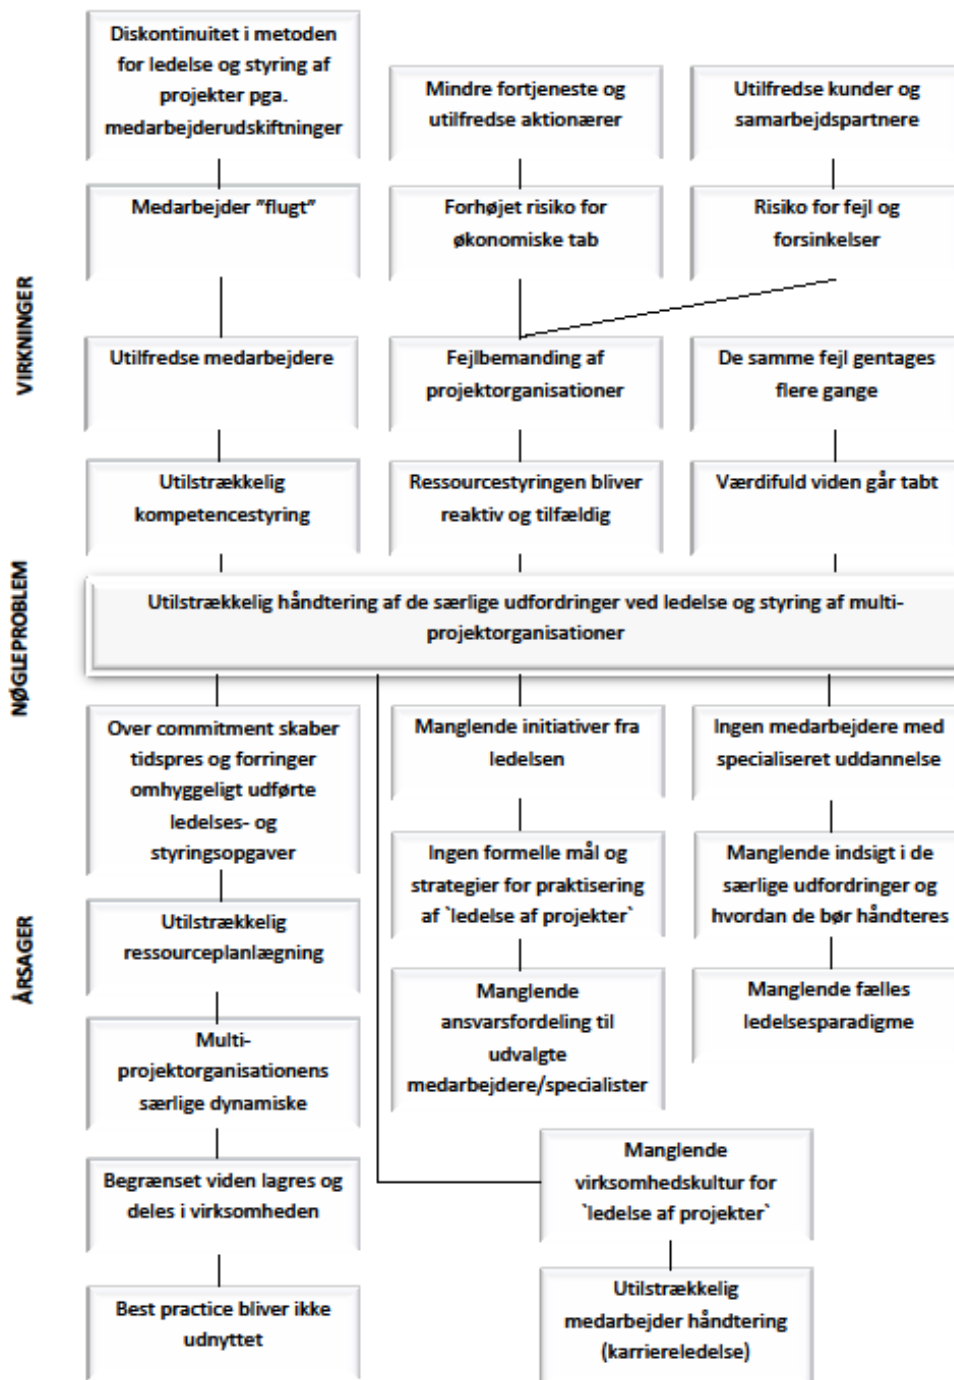 Diskontinuitet i metoden
for ledelse og styring af
projekter pga.
medarbejderudskiftninger
Mindre fortjeneste og
utilfredse aktionærer
Utilfredse kunder og
samarbejdspartnere
Medarbejder ”flugt”
Forhøjet risiko for
økonomiske tab
Risiko for fejl og
forsinkelser
VIRKNINGER
Utilfredse medarbejdere
Fejlbemanding af
projektorganisationer
De samme fejl gentages
flere gange
Utilstrækkelig
kompetencestyring
Ressourcestyringen bliver
reaktiv og tilfældig
Værdifuld viden går tabt
NØGLEPROBLEM
Utilstrækkelig håndtering af de særlige udfordringer ved ledelse og styring af multi-
projektorganisationer
Over commitment skaber
tidspres og forringer
omhyggeligt udførte
ledelses- og
styringsopgaver
Manglende initiativer fra
ledelsen
Ingen medarbejdere med
specialiseret uddannelse
Ingen formelle mål og
strategier for praktisering
af `ledelse af projekter`
Manglende indsigt i de
særlige udfordringer og
hvordan de bør håndteres
ÅRSAGER
Utilstrækkelig
ressourceplanlægning
Manglende
ansvarsfordeling til
udvalgte
medarbejdere/specialister
Manglende fælles
ledelsesparadigme
Multi-
projektorganisationens
særlige dynamiske
Begrænset viden lagres og
deles i virksomheden
Manglende
virksomhedskultur for
`ledelse af projekter`
Best practice bliver ikke
udnyttet
Utilstrækkelig
medarbejder håndtering
(karriereledelse)